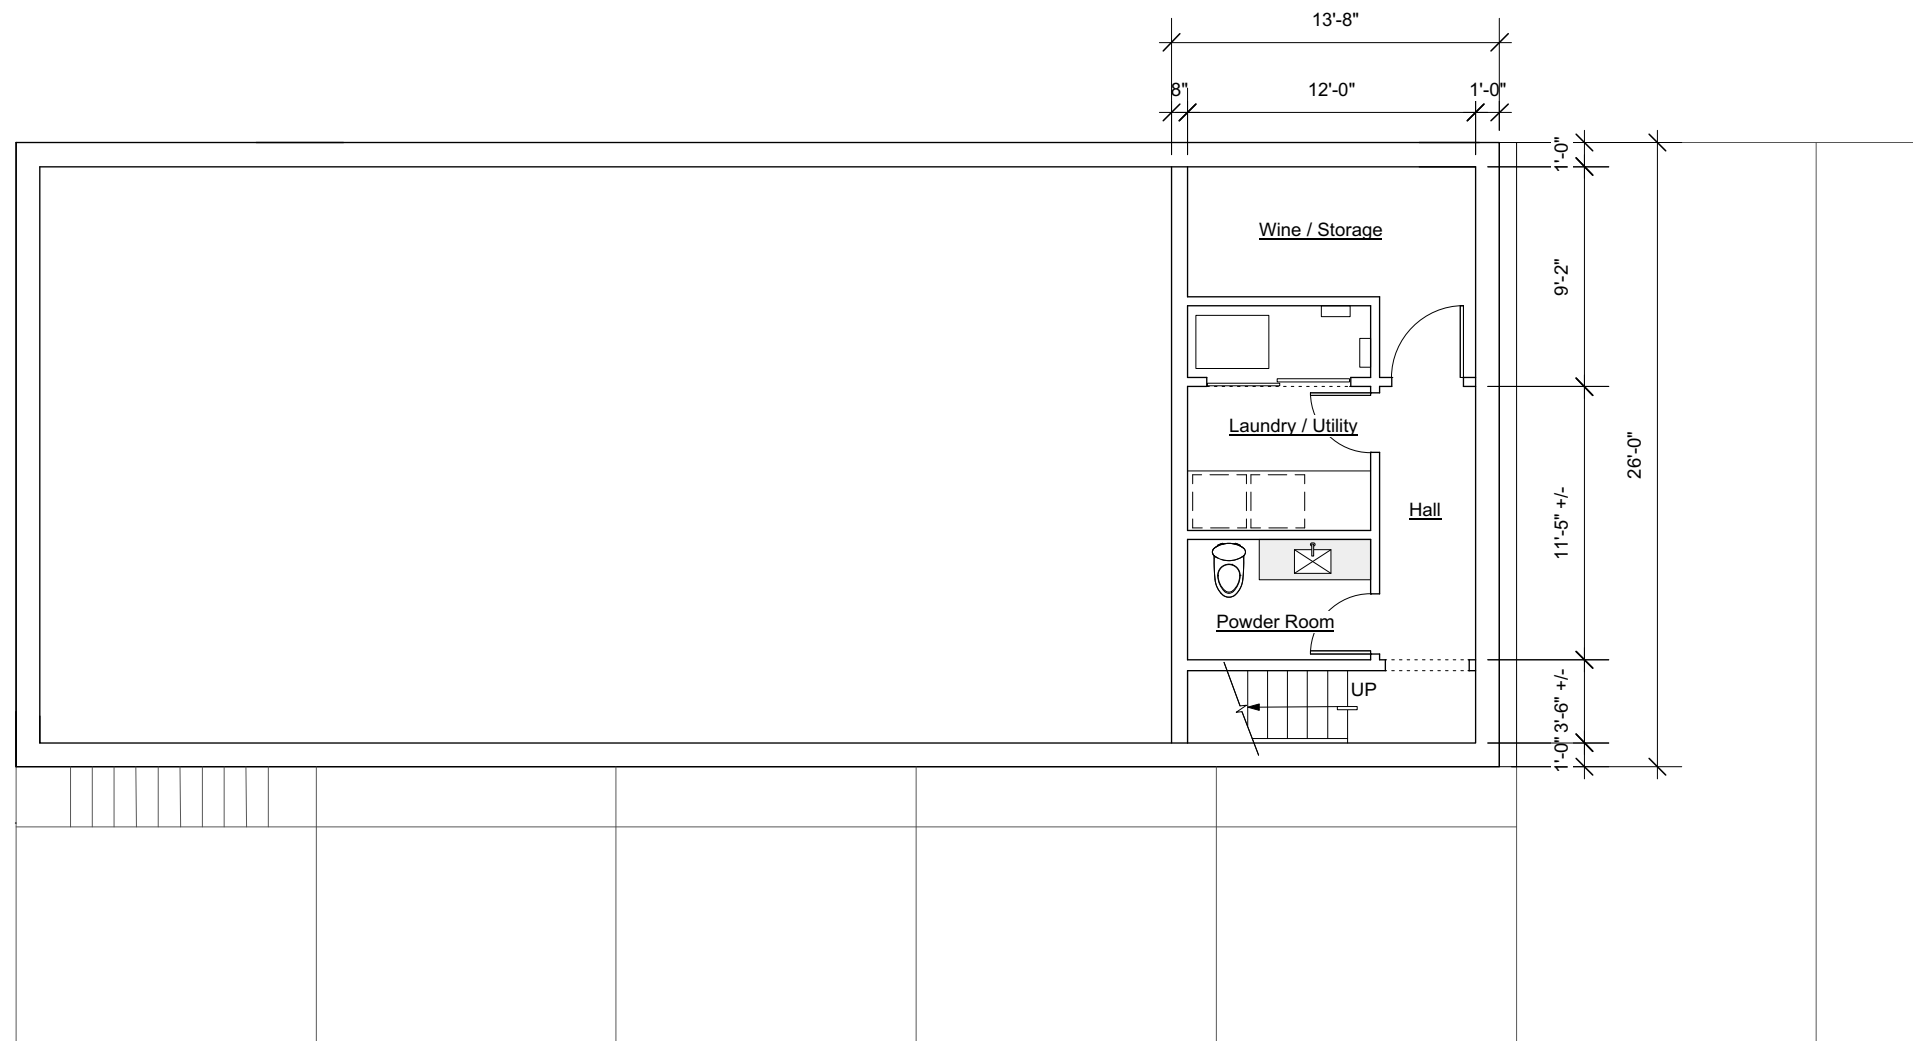 13'-8"
8"
12'-0"
1'-0"
1'-0"
Wine / Storage
9'-2"
Laundry / Utility
26'-0"
Hall
11'-5" +/-
Powder Room
UP
3'-6" +/-
1'-0"